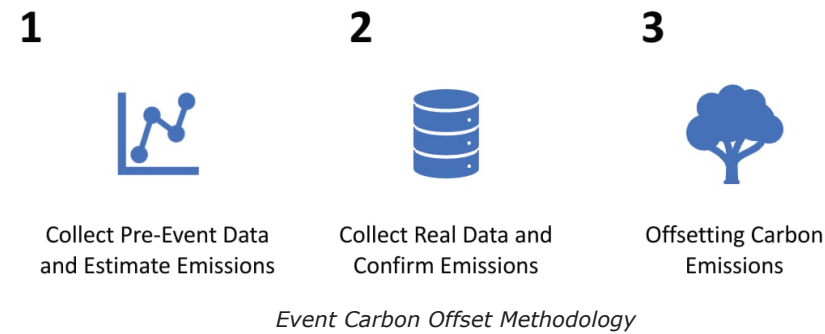 1
2
3
Collect Pre-Event Data
and Estimate Emissions
Collect Real Data and
Confirm Emissions
Offsetting Carbon
Emissions
Event Carbon Offset Methodology